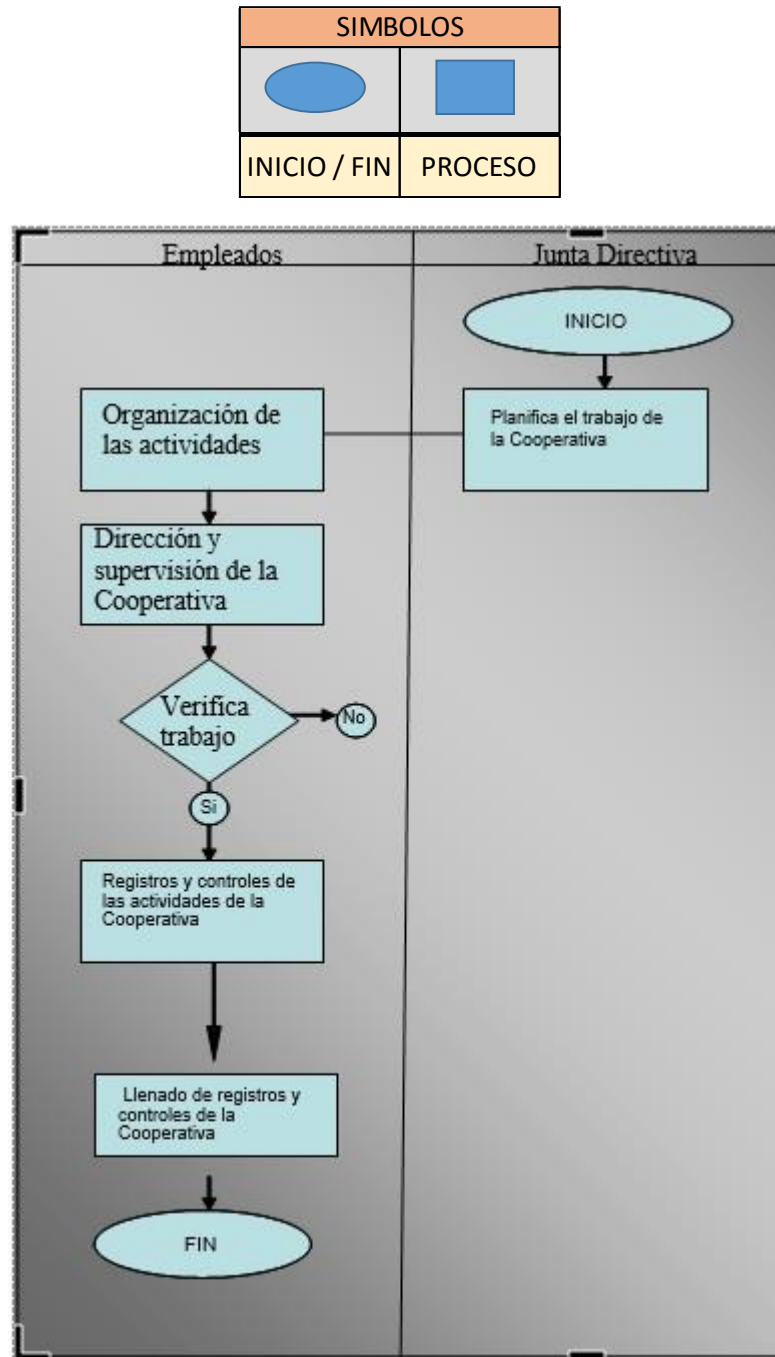 SIMBOLOS
INICIO / FIN PROCESO
Empleados Junta Directiva
INICIO
Organización de
las actividades
Planifica el trabajo de
la Cooperativa
Dirección y
supervisión de la
Cooperativa
Verifica
trabajo
No
Si
Registros y controles de
las actividades de la
Cooperativa
Llenado de registros y
controles de la
Cooperativa
FIN